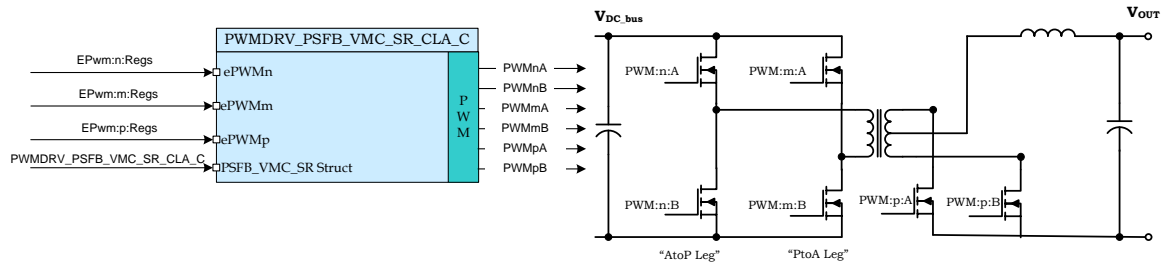 PWMDRV_PSFB_VMC_SR_CLA_C
EPwm:n:Regs
ePWMn
EPwm:m:Regs
ePWMm
EPwm:p:Regs
ePWMp
PWMDRV_PSFB_VMC_SR_CLA_C
PSFB_VMC_SR Struct
P
W
M
PWMnA
PWMnB
PWMmA
PWMmB
PWMpA
PWMpB
VDC_bus
VOUT
PWM:n:A
PWM:m:A
PWM:n:B
PWM:m:B
PWM:p:A
PWM:p:B
“AtoP Leg”
“PtoA Leg”